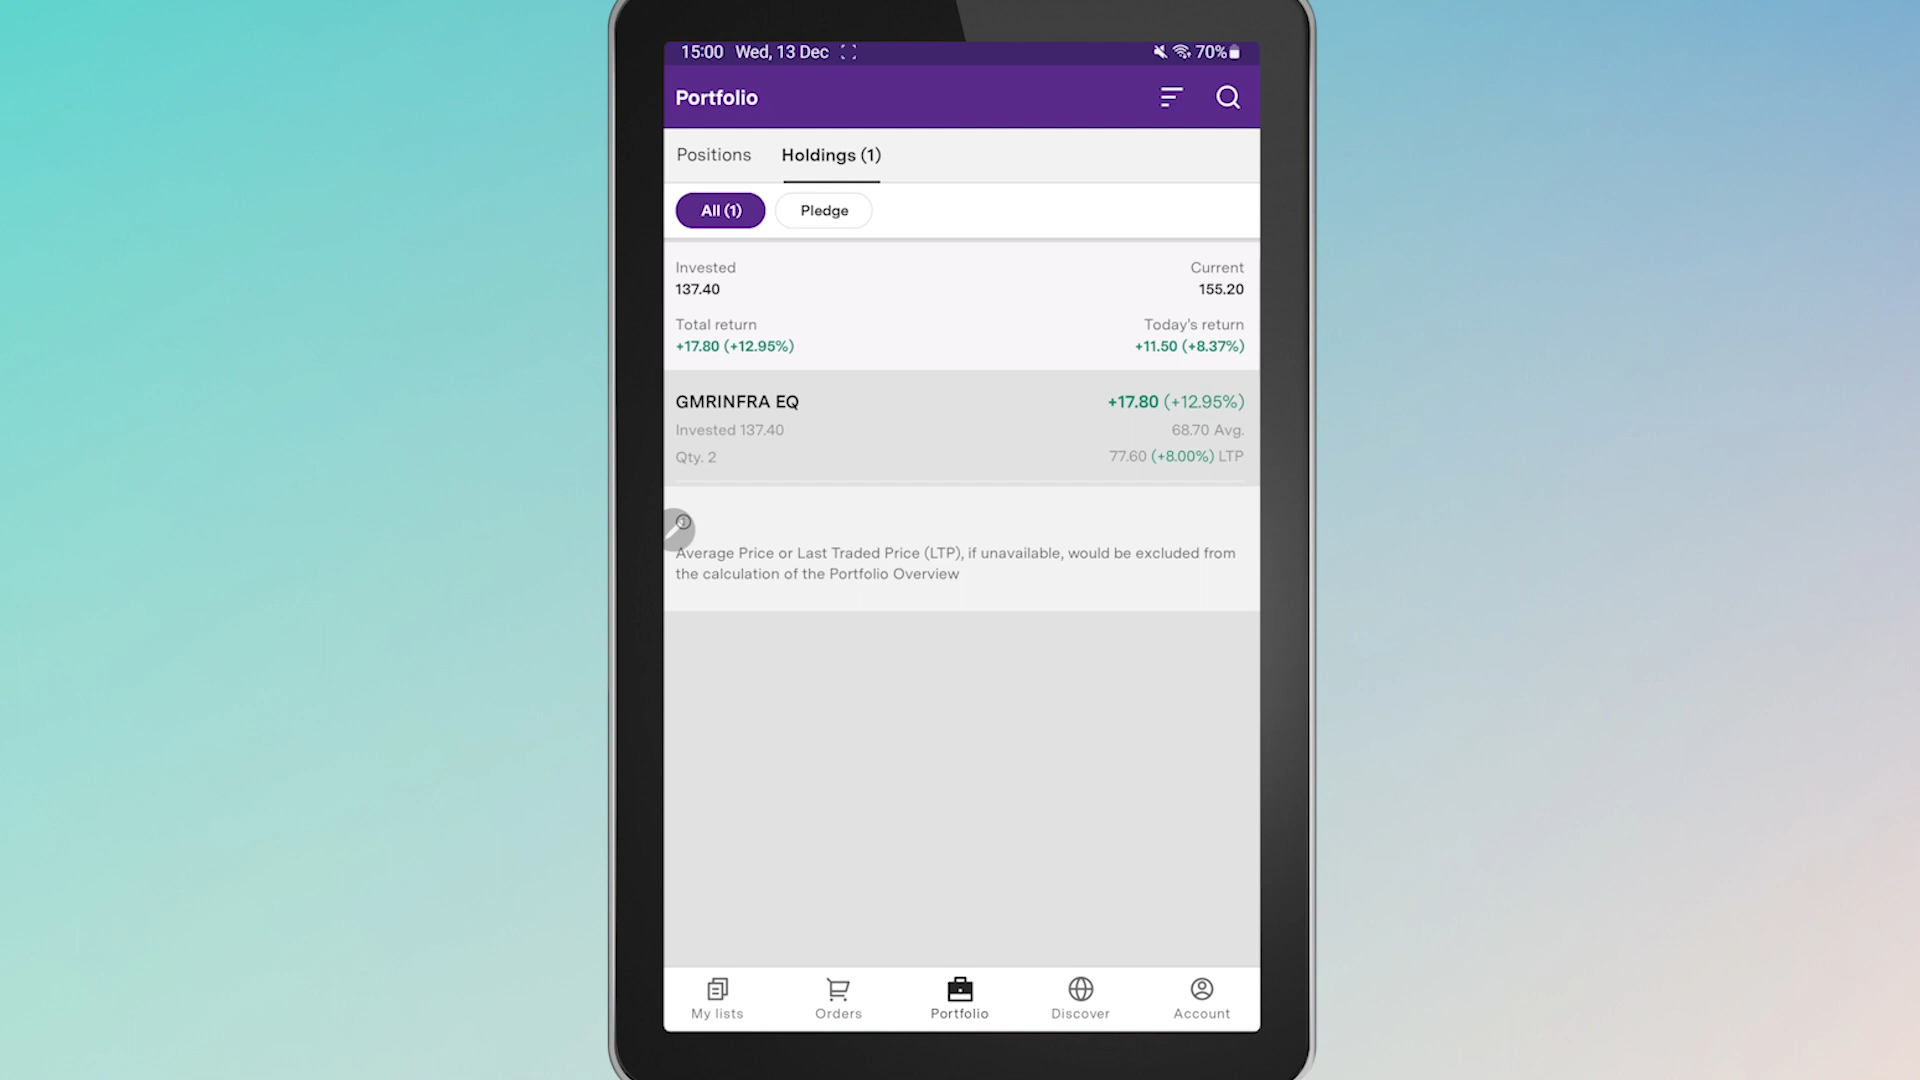 15:00 Wed, 13 Dec 70%
Portfolio
Positions Holdings (1)
All (1) Pledge
Invested Current
137.40 155.20
Total return Today's return
+17.80 (+12.95%) +11.50 (+8.37%)
GMRINFRA EQ +17.80 (+12.95%)
Invested 137.40 68.70 Avg.
Qty. 2 77.60 (+8.00%) LTP
Average Price or Last Traded Price (LTP), if unavailable, would be excluded from
the calculation of the Portfolio Overview
My lists Orders Portfolio Discover Account